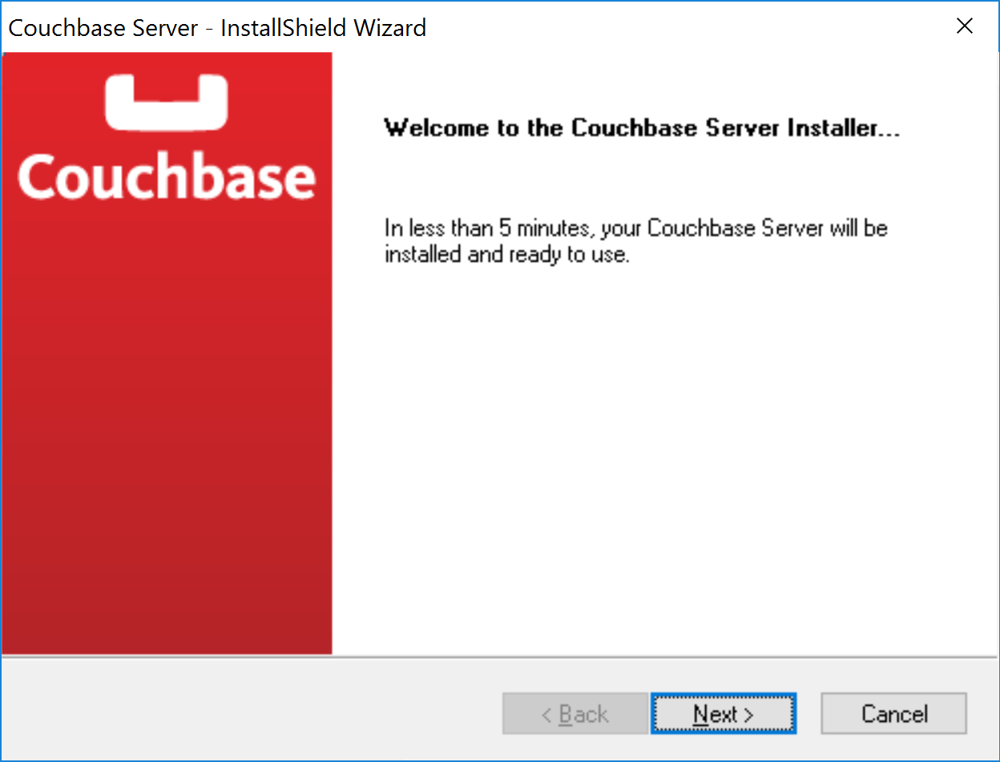 Couchbase Server - InstallShield Wizard
Couchbase
Welcome to the Couchbase Server Installer...
In less than 5 minutes, your Couchbase Server will be
installed and ready to use.
< Back
Next >
Cancel